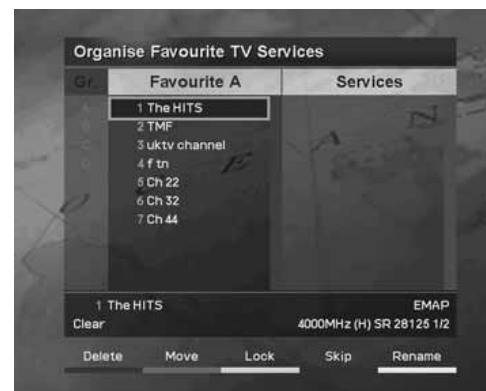 Organise Favourite TV Services
Gr. Favourite A Services
A 1 The HITS
B 2 TMF
C 3 uktv channel
D 4 f tn
5 Ch 22
6 Ch 32
7 Ch 44
1 The HITS EMAP
Clear 4000MHz (H) SR 28125 1/2
Delete Move Lock Skip Rename